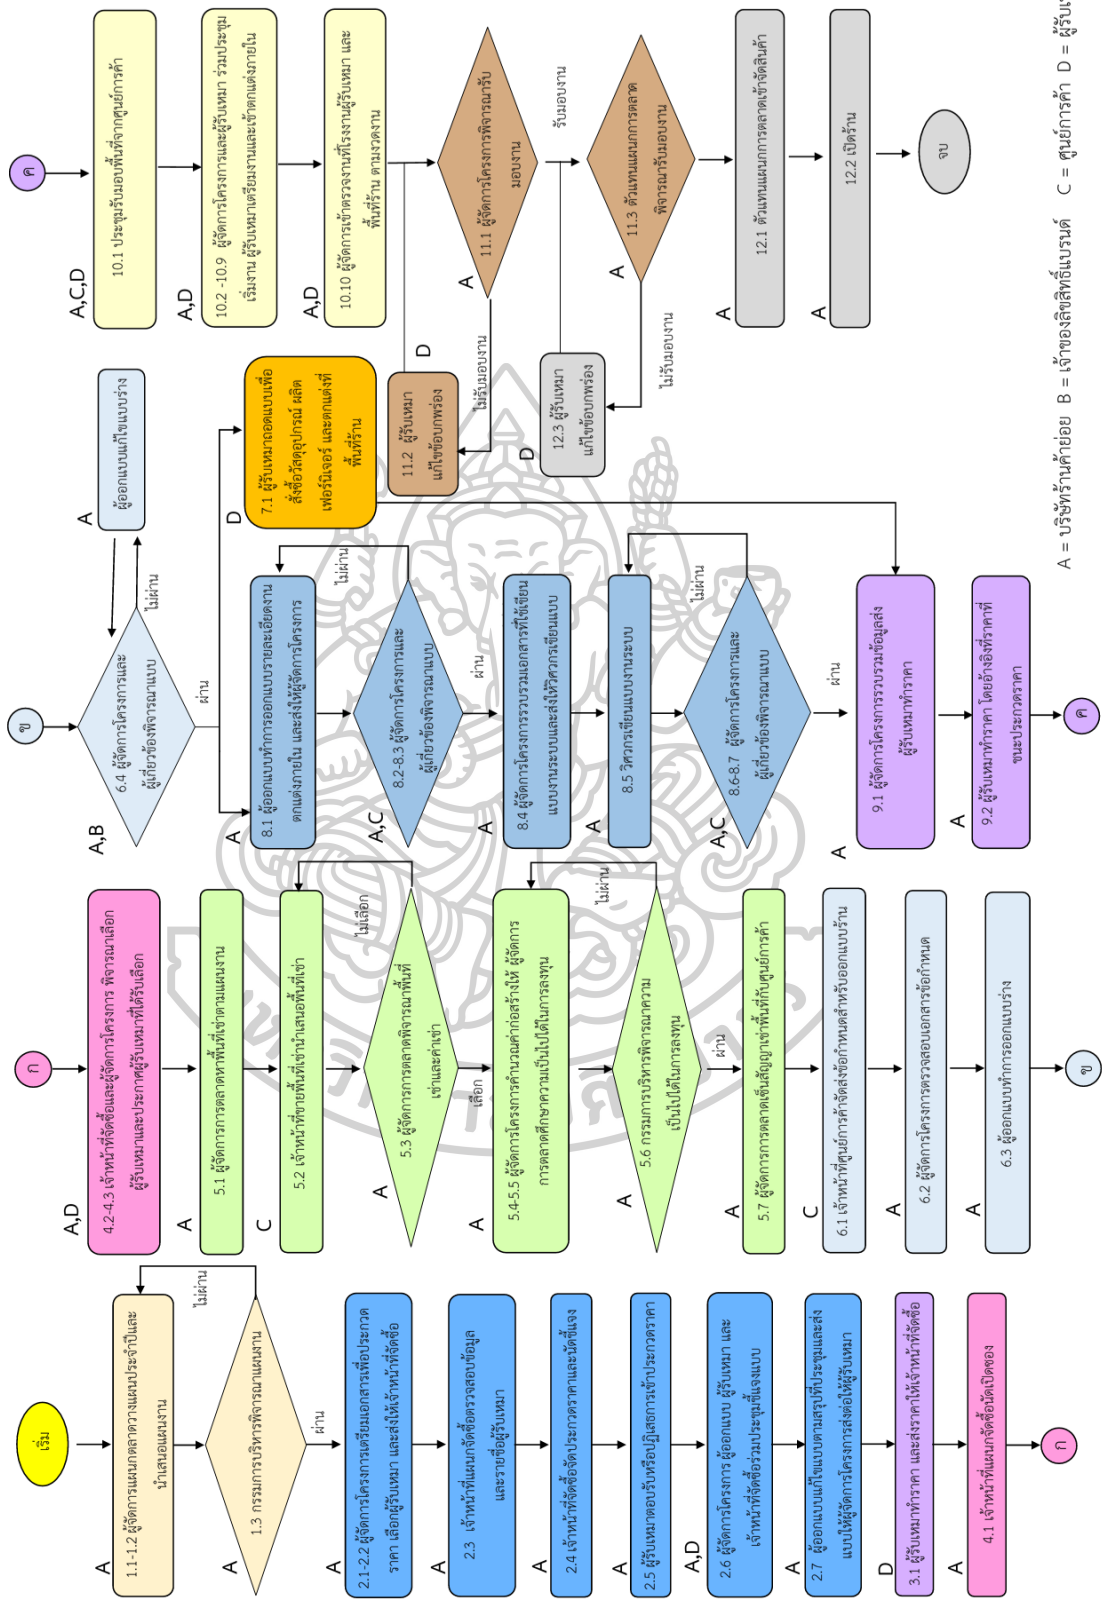 เริ่ม
A
1.1-1.2 ผู้จัดการแผนกตลาดวางแผนประจำปีและ
นำเสนอแผนงาน
ไม่ผ่าน
A
1.3 กรรมการบริหารพิจารณาแผนงาน
ผ่าน
A
2.1-2.2 ผู้จัดการโครงการเตรียมเอกสารเพื่อประกวด
ราคา เลือกผู้รับเหมา และส่งให้เจ้าหน้าที่จัดซื้อ
A
2.3 เจ้าหน้าที่แผนกจัดซื้อตรวจสอบข้อมูล
และรายชื่อผู้รับเหมา
A
2.4 เจ้าหน้าที่จัดซื้อจัดประกวดราคาและนัดชี้แจง
A
2.5 ผู้รับเหมาตอบรับหรือปฏิเสธการเข้าประกวดราคา
A,D
2.6 ผู้จัดการโครงการ ผู้ออกแบบ ผู้รับเหมา และ
เจ้าหน้าที่จัดซื้อร่วมประชุมชี้แจงแบบ
A
2.7 ผู้ออกแบบแก้ไขแบบตามสรุปที่ประชุมและส่ง
แบบให้ผู้จัดการโครงการส่งต่อให้ผู้รับเหมา
D
3.1 ผู้รับเหมาทำราคา และส่งราคาให้เจ้าหน้าที่จัดซื้อ
A
4.1 เจ้าหน้าที่แผนกจัดซื้อนัดเปิดซอง
ก
ก
A,D
4.2-4.3 เจ้าหน้าที่จัดซื้อและผู้จัดการโครงการ พิจารณาเลือก
ผู้รับเหมาและประกาศผู้รับเหมาที่ได้รับเลือก
A
5.1 ผู้จัดการการตลาดหาพื้นที่เช่าตามแผนงาน
C
5.2 เจ้าหน้าที่ขายพื้นที่เช่านำเสนอพื้นที่เช่า
ไม่เลือก
A
5.3 ผู้จัดการการตลาดพิจารณาพื้นที่
เช่าและค่าเช่า
เลือก
A
5.4-5.5 ผู้จัดการโครงการคำนวณค่าก่อสร้างให้ ผู้จัดการ
การตลาดศึกษาความเป็นไปได้ในการลงทุน
ไม่ผ่าน
A
5.6 กรรมการบริหารพิจารณาความ
เป็นไปได้ในการลงทุน
ผ่าน
A
5.7 ผู้จัดการการตลาดเซ็นสัญญาเช่าพื้นที่กับศูนย์การค้า
C
6.1 เจ้าหน้าที่ศูนย์การค้าจัดส่งข้อกำหนดสำหรับออกแบบร้าน
A
6.2 ผู้จัดการโครงการตรวจสอบเอกสารข้อกำหนด
A
6.3 ผู้ออกแบบทำการออกแบบร่าง
ข
ข
A,B
6.4 ผู้จัดการโครงการและ
ผู้เกี่ยวข้องพิจารณาแบบ
ไม่ผ่าน
A
ผู้ออกแบบแก้ไขแบบร่าง
ผ่าน
D
7.1 ผู้รับเหมาถอดแบบเพื่อ
สั่งซื้อวัสดุอุปกรณ์ ผลิต
เฟอร์นิเจอร์ และตกแต่งที่
พื้นที่ร้าน
A
8.1 ผู้ออกแบบทำการออกแบบรายละเอียดงาน
ตกแต่งภายใน และส่งให้ผู้จัดการโครงการ
ไม่ผ่าน
A,C
8.2-8.3 ผู้จัดการโครงการและ
ผู้เกี่ยวข้องพิจารณาแบบ
ผ่าน
A
8.4 ผู้จัดการโครงการรวบรวมเอกสารที่ใช้เขียน
แบบงานระบบและส่งให้วิศวกรเขียนแบบ
A
8.5 วิศวกรเขียนแบบงานระบบ
ไม่ผ่าน
A,C
8.6-8.7 ผู้จัดการโครงการและ
ผู้เกี่ยวข้องพิจารณาแบบ
ผ่าน
A
9.1 ผู้จัดการโครงการรวบรวมข้อมูลส่ง
ผู้รับเหมาทำราคา
A
9.2 ผู้รับเหมาทำราคา โดยอ้างอิงที่ราคาที่
ชนะประกวดราคา
ค
ค
A,C,D
10.1 ประชุมรับมอบพื้นที่จากศูนย์การค้า
A,D
10.2 -10.9 ผู้จัดการโครงการและผู้รับเหมา ร่วมประชุม
เริ่มงาน ผู้รับเหมาเตรียมงานและเข้าตกแต่งภายใน
A,D
10.10 ผู้จัดการเข้าตรวจงานที่โรงงานผู้รับเหมา และ
พื้นที่ร้าน ตามงวดงาน
A
11.1 ผู้จัดการโครงการพิจารณารับ
มอบงาน
ไม่รับมอบงาน
D
11.2 ผู้รับเหมา
แก้ไขข้อบกพร่อง
รับมอบงาน
A
11.3 ตัวแทนแผนกการตลาด
พิจารณารับมอบงาน
ไม่รับมอบงาน
D
12.3 ผู้รับเหมา
แก้ไขข้อบกพร่อง
A
12.1 ตัวแทนแผนกการตลาดเข้าจัดสินค้า
A
12.2 เปิดร้าน
จบ
A = บริษัทร้านค้าย่อย B = เจ้าของลิขสิทธิ์แบรนด์ C = ศูนย์การค้า D =